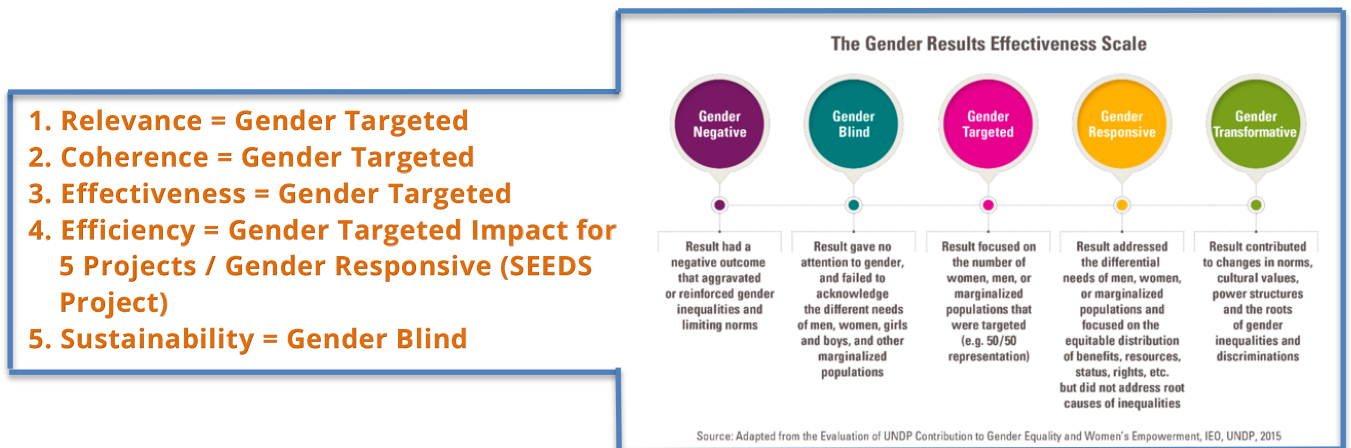 1. Relevance = Gender Targeted
2. Coherence = Gender Targeted
3. Effectiveness = Gender Targeted
4. Efficiency = Gender Targeted Impact for
5 Projects / Gender Responsive (SEEDS
Project)
5. Sustainability = Gender Blind
The Gender Results Effectiveness Scale
Gender
Negative
Gender
Blind
Gender
Targeted
Gender
Responsive
Gender
Transformative
Result had a
negative outcome
that aggravated
or reinforced gender
inequalities and
limiting norms
Result gave no
attention to gender,
and failed to
acknowledge
the different needs
of men, women, girls
and boys, and other
marginalized
populations
Result focused on
the number of
women, men, or
marginalized
populations that
were targeted
(e.g. 50/50
representation)
Result addressed
the differential
needs of men, women,
or marginalized
populations and
focused on the
equitable distribution
of benefits, resources,
status, rights, etc.
but did not address root
causes of inequalities
Result contributed
to changes in norms,
cultural values,
power structures
and the roots
of gender
inequalities and
discriminations
Source: Adapted from the Evaluation of UNDP Contribution to Gender Equality and Women's Empowerment, IEO, UNDP, 2015